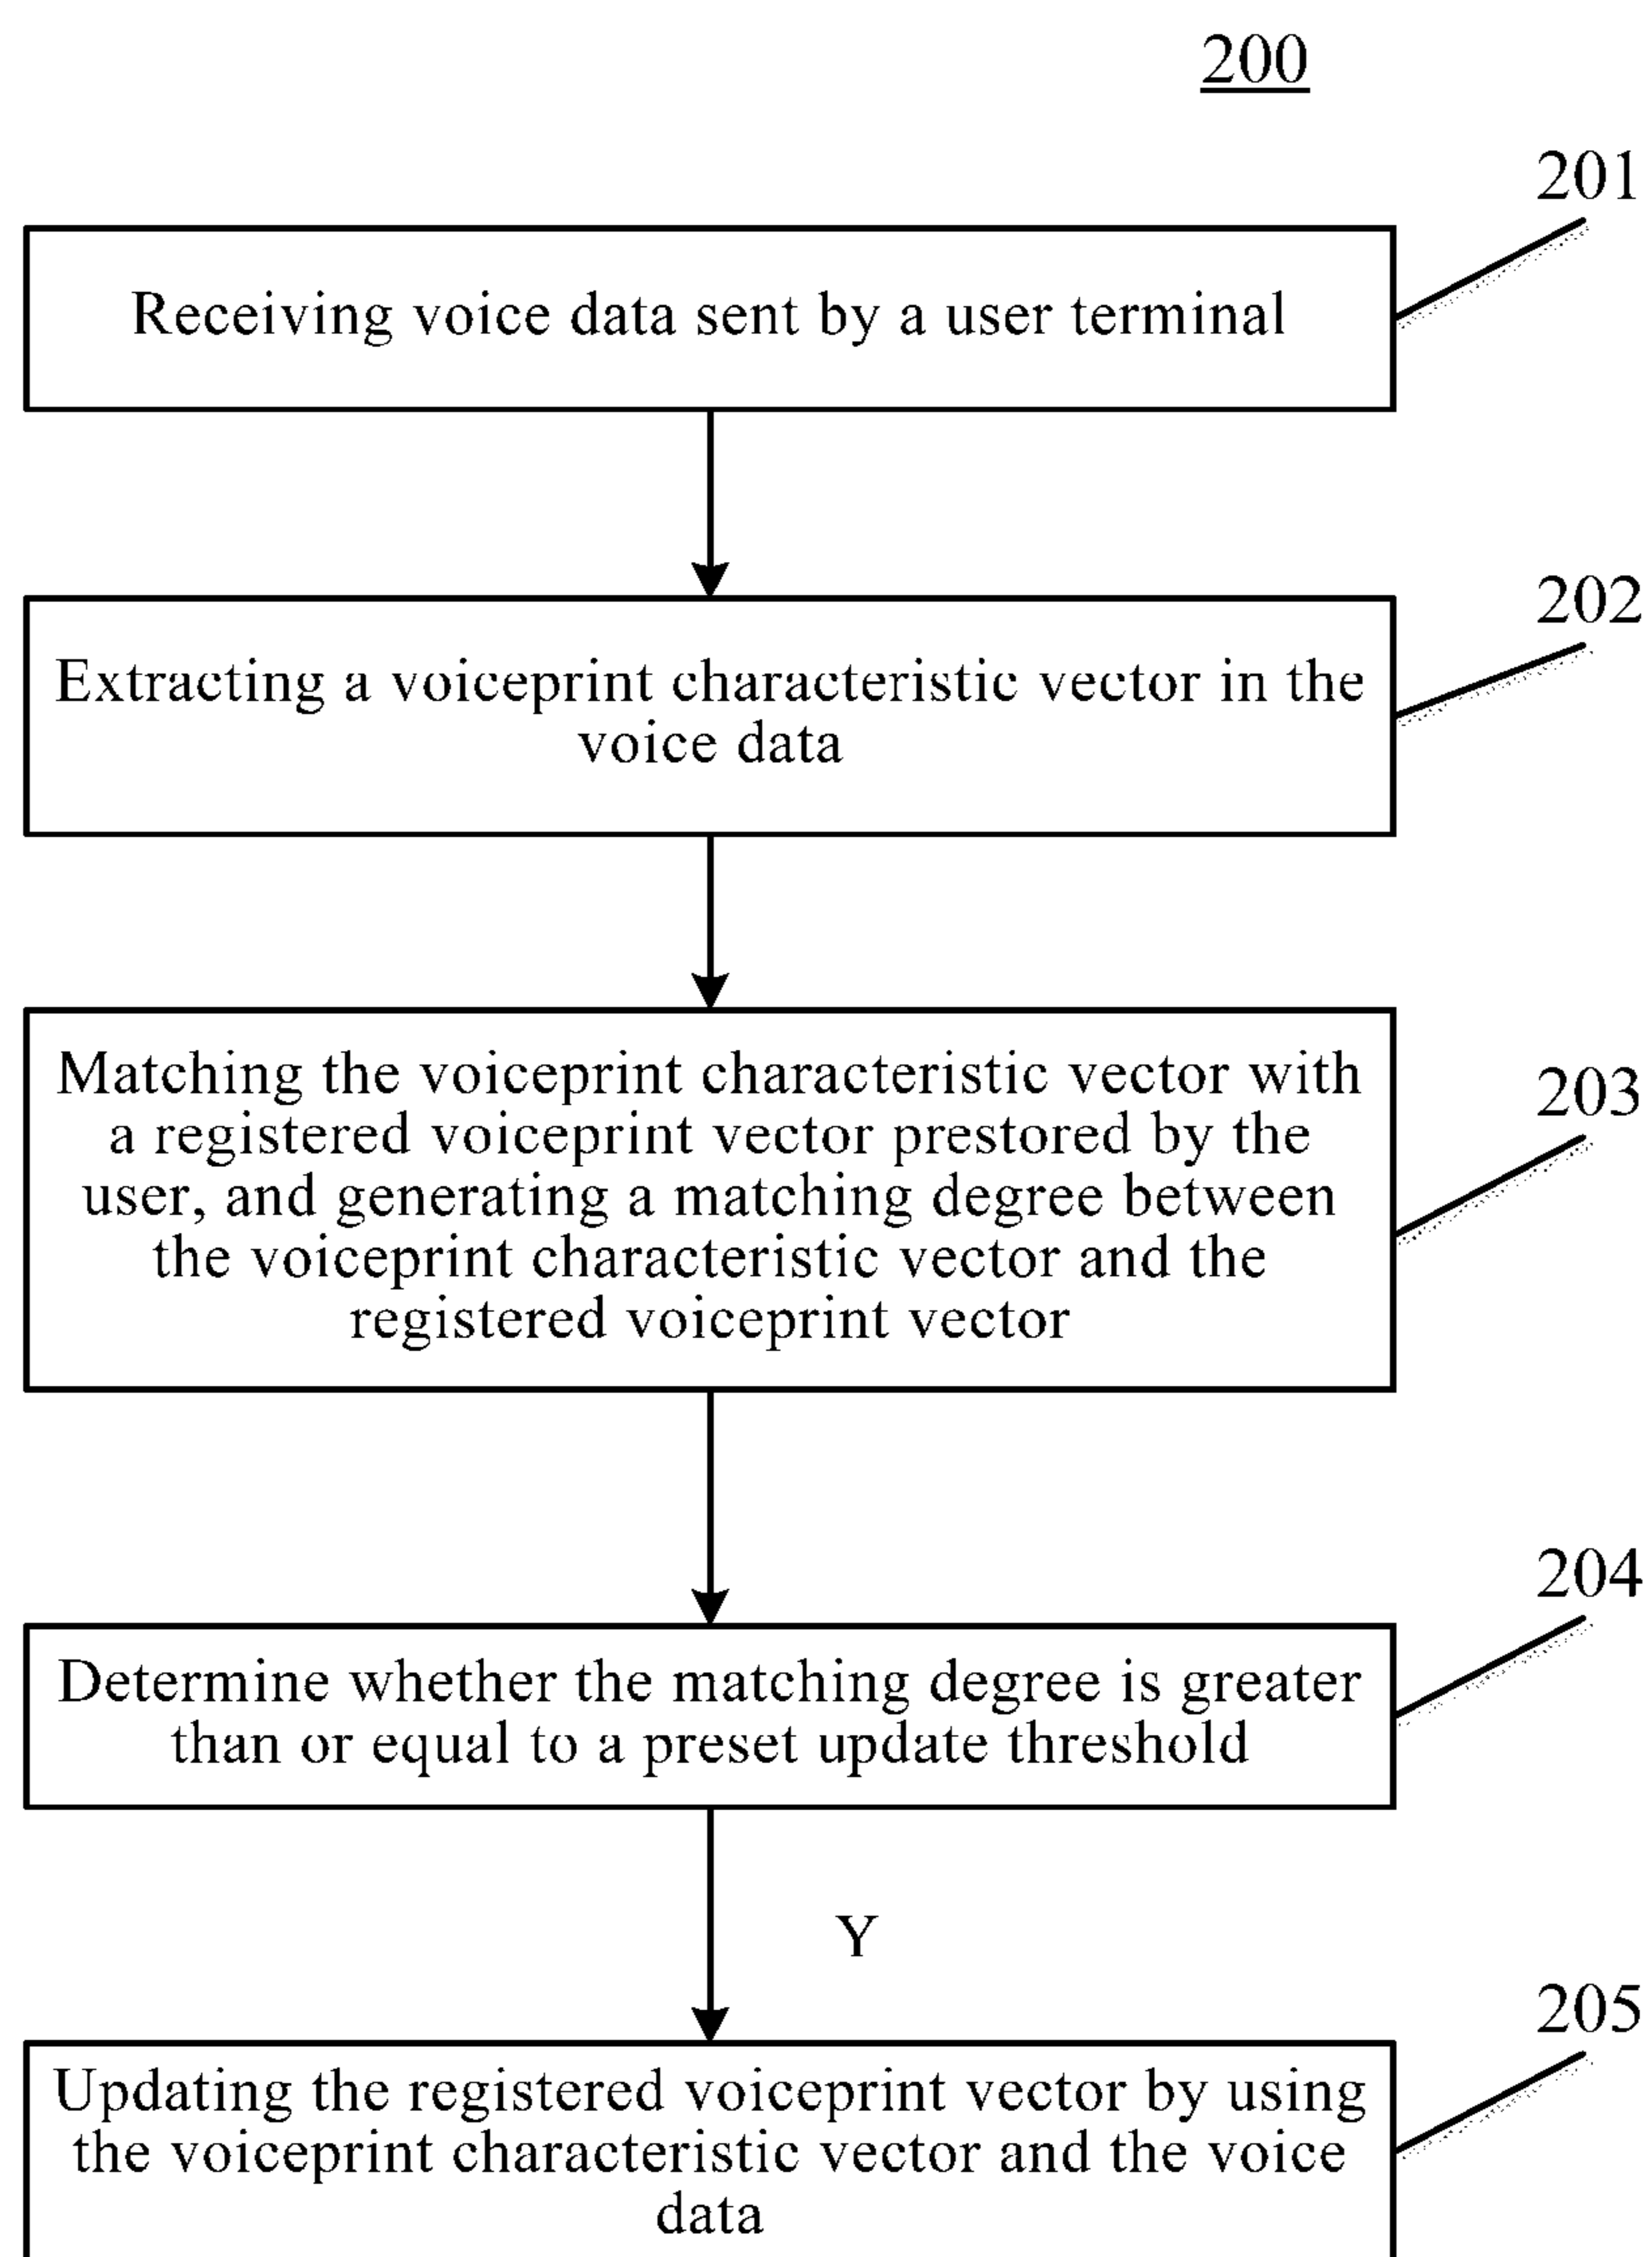 200
201
Receiving voice data sent by a user terminal
202
Extracting a voiceprint characteristic vector in the
voice data
203
Matching the voiceprint characteristic vector with
a registered voiceprint vector prestored by the
user, and generating a matching degree between
the voiceprint characteristic vector and the
registered voiceprint vector
204
Determine whether the matching degree is greater
than or equal to a preset update threshold
Y
205
Updating the registered voiceprint vector by using
the voiceprint characteristic vector and the voice
data